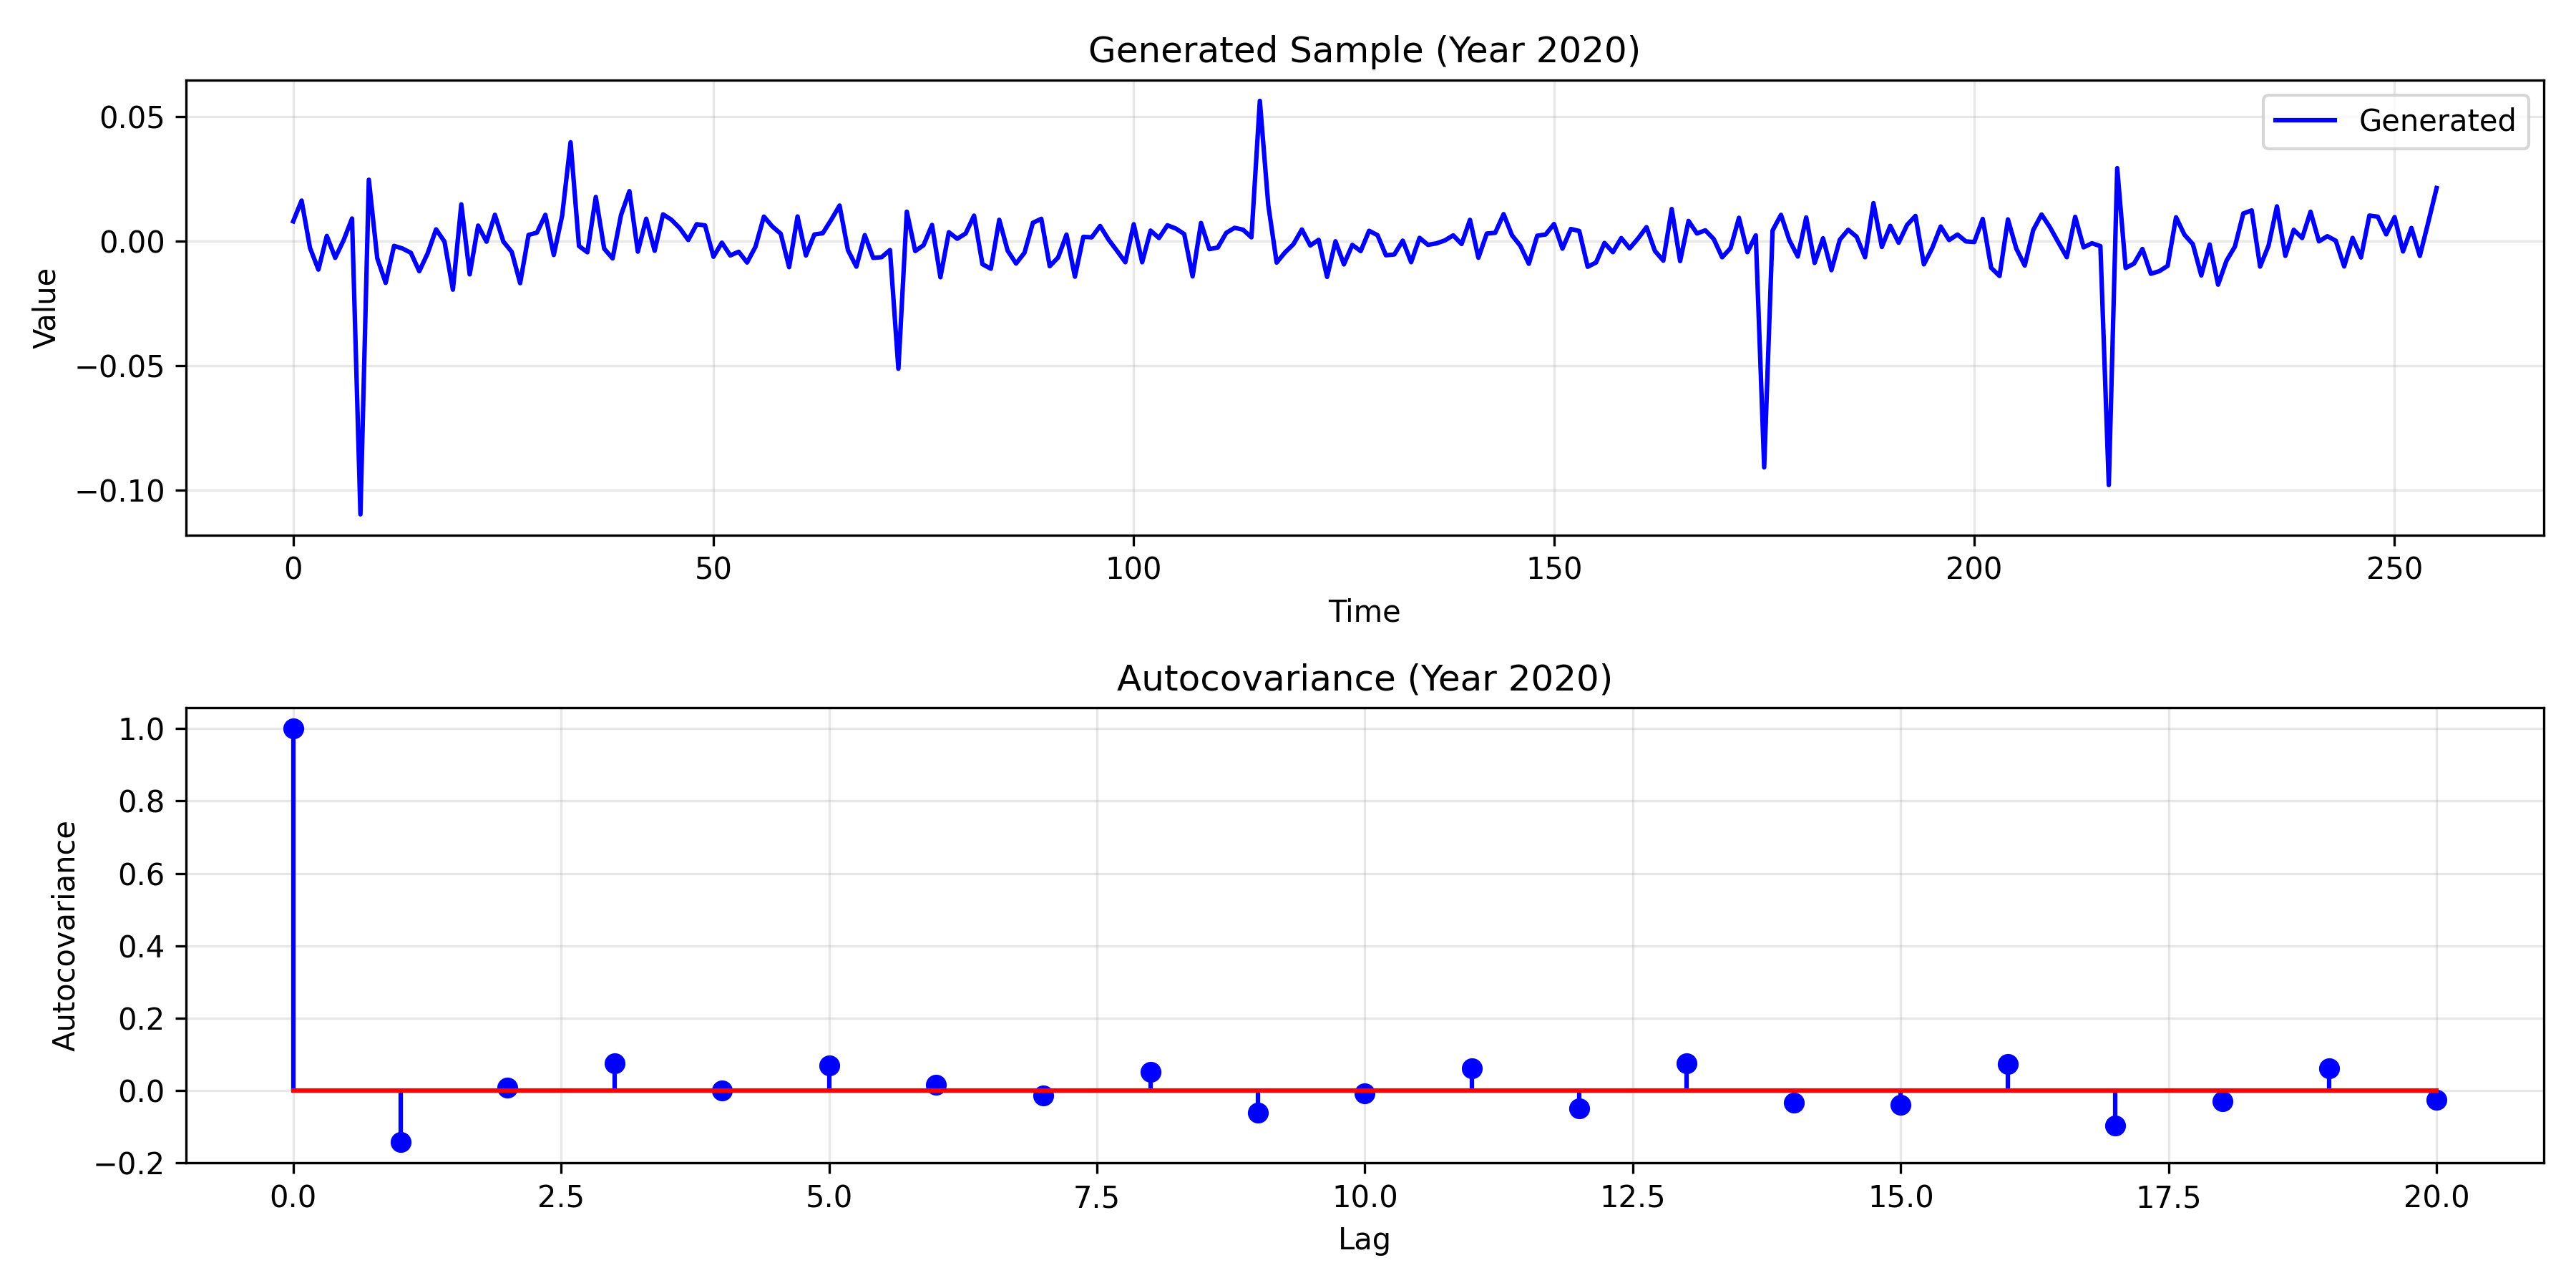 Generated Sample (Year 2020)
0.05
0.00
−0.05
−0.10
Value
Generated
0 50 100 150 200 250
Time
Autocovariance (Year 2020)
1.0
0.8
0.6
0.4
0.2
0.0
−0.2
Autocovariance
0.0 2.5 5.0 7.5 10.0 12.5 15.0 17.5 20.0
Lag